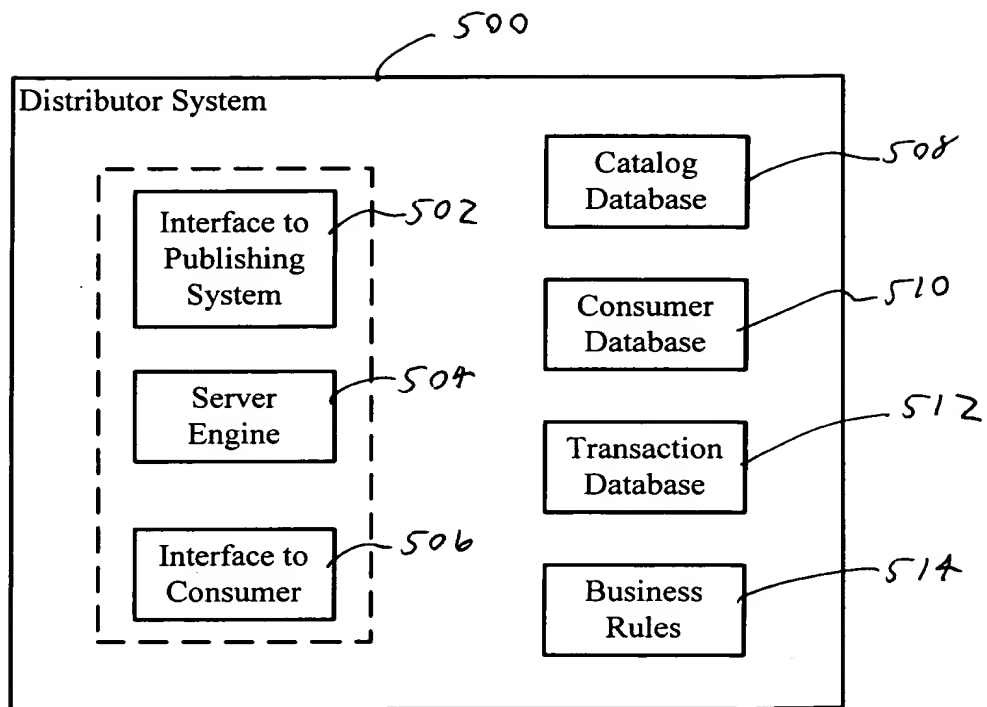 500
Distributor System
Interface to
Publishing
System
502
Server
Engine
504
Interface to
Consumer
506
Catalog
Database
508
Consumer
Database
510
Transaction
Database
512
Business
Rules
514